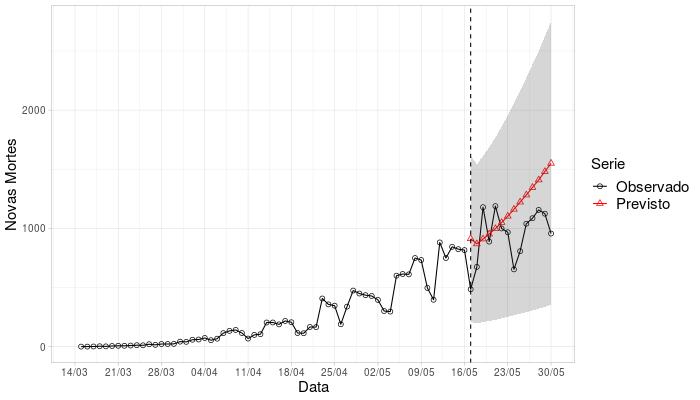 Novas Mortes
2000
1000
0
14/03 21/03 28/03 04/04 11/04 18/04 25/04 02/05 09/05 16/05 23/05 30/05
Data
Serie
Observado
Previsto